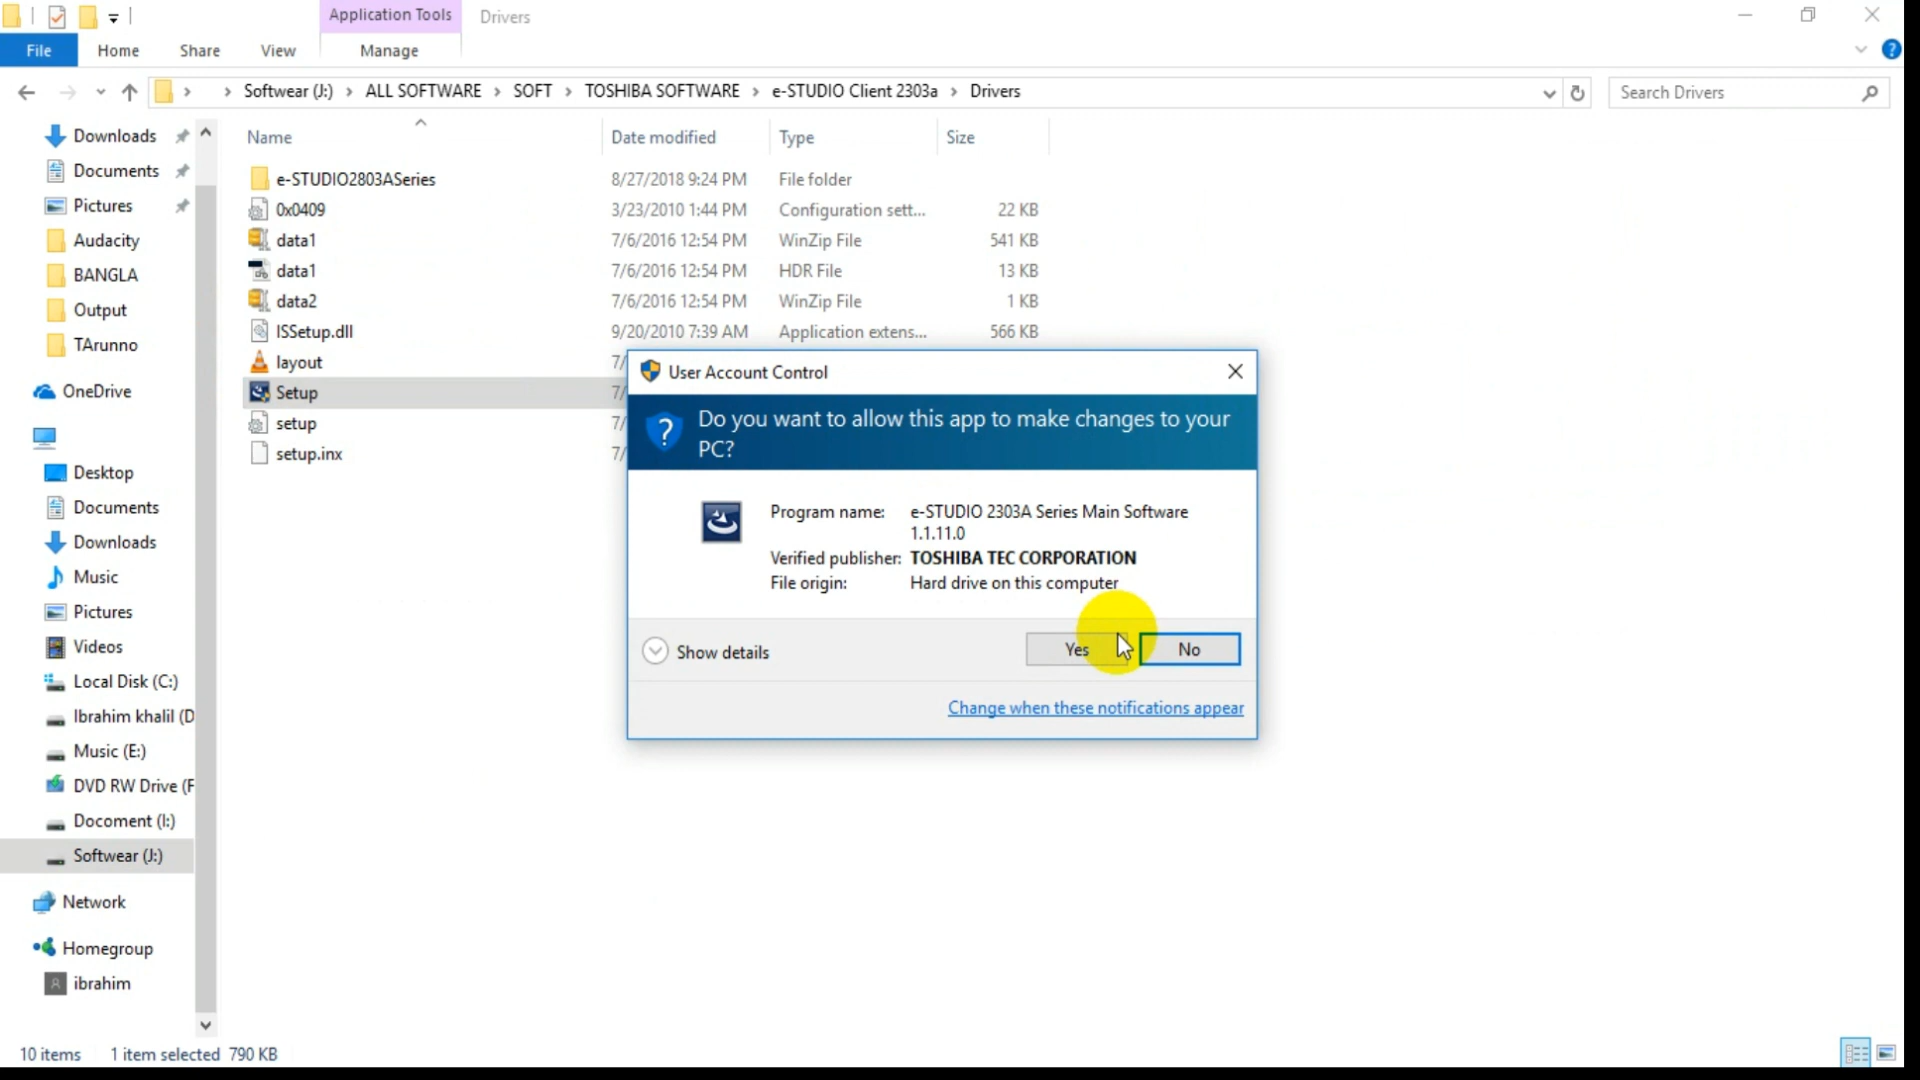 Application Tools
Drivers
File
Home
Share
View
Manage
Softwear (J:)
ALL SOFTWARE
SOFT
TOSHIBA SOFTWARE
e-STUDIO Client 2303a
Drivers
Search Drivers
Downloads
Documents
Pictures
Audacity
BANGLA
Output
TArunno
OneDrive
Desktop
Documents
Downloads
Music
Pictures
Videos
Local Disk (C:)
Ibrahim khalil (D
Music (E:)
DVD RW Drive (F
Docoment (I:)
Softwear (J:)
Network
Homegroup
ibrahim
Name Date modified Type Size
e-STUDIO2803ASeries 8/27/2018 9:24 PM File folder
0x0409 3/23/2010 1:44 PM Configuration sett... 22 KB
data1 7/6/2016 12:54 PM WinZip File 541 KB
data1 7/6/2016 12:54 PM HDR File 13 KB
data2 7/6/2016 12:54 PM WinZip File 1 KB
ISSetup.dll 9/20/2010 7:39 AM Application extens... 566 KB
layout 7/
Setup 7/
setup 7/
setup.inx 7/
User Account Control
Do you want to allow this app to make changes to your
PC?
Program name: e-STUDIO 2303A Series Main Software
1.1.11.0
Verified publisher: TOSHIBA TEC CORPORATION
File origin: Hard drive on this computer
Show details
Yes
No
Change when these notifications appear
10 items 1 item selected 790 KB